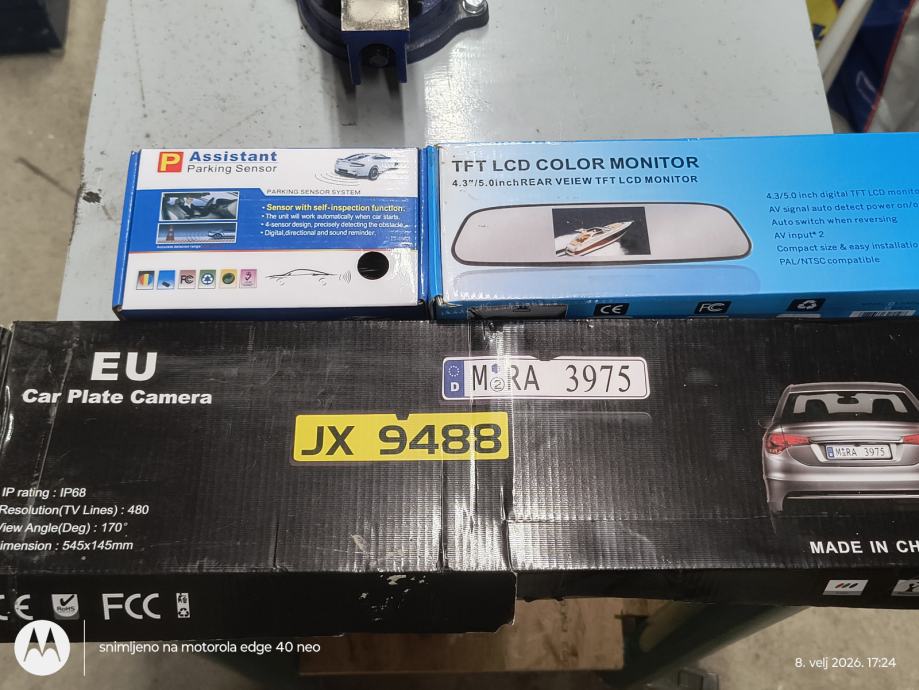 P Assistant
Parking Sensor
PARKING SENSOR SYSTEM
• Sensor with self-inspection function.
• The unit will work automatically when car starts.
• 4-sensor design, precisely detecting the obstacle
• Digital,directional and sound reminder.
TFT LCD COLOR MONITOR
4.3"/5.0inchREAR VEIEW TFT LCD MONITOR
4.3/5.0 inch digital TFT LCD
AV signal auto detect power
Auto switch when reversing
AV input* 2
Compact size & easy
PAL/NTSCcompatible
CE FC
EU
Car Plate Camera
D M RA 3975
JX 9488
M RA 3975
IP rating : IP68
Resolution(TV Lines) : 480
View Angle(Deg) : 170°
imension : 545x145mm
MADE IN CH
CE RoHS FCC
snimljeno na motorola edge 40 neo
8. velj 2026. 17:24